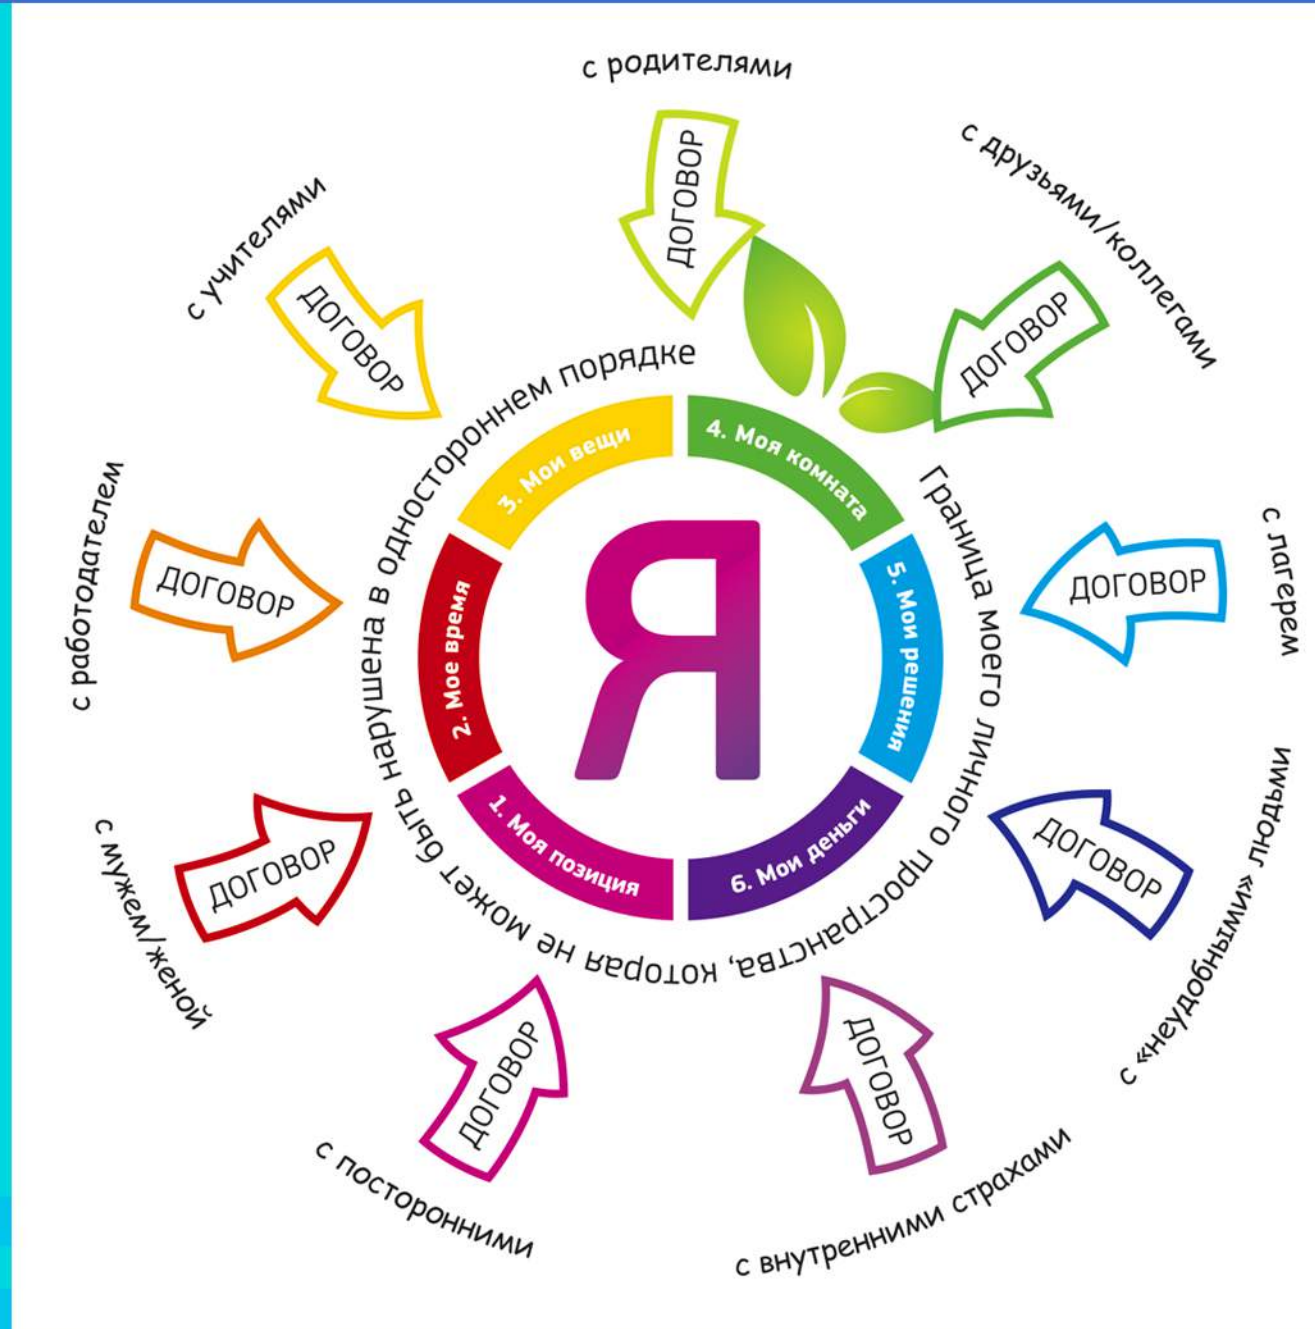 с родителями
ДОГОВОР
с друзьями/коллегами
ДОГОВОР
с лагерем
ДОГОВОР
с «неудобными» людьми
ДОГОВОР
с внутренними страхами
ДОГОВОР
с посторонними
ДОГОВОР
с мужем/женой
ДОГОВОР
с работодателем
ДОГОВОР
с учителями
ДОГОВОР
Граница моего личного пространства, которая не может быть нарушена в одностороннем порядке
1. Моя позиция
2. Мое время
3. Мои вещи
4. Моя комната
5. Мои решения
6. Мои деньги
Я